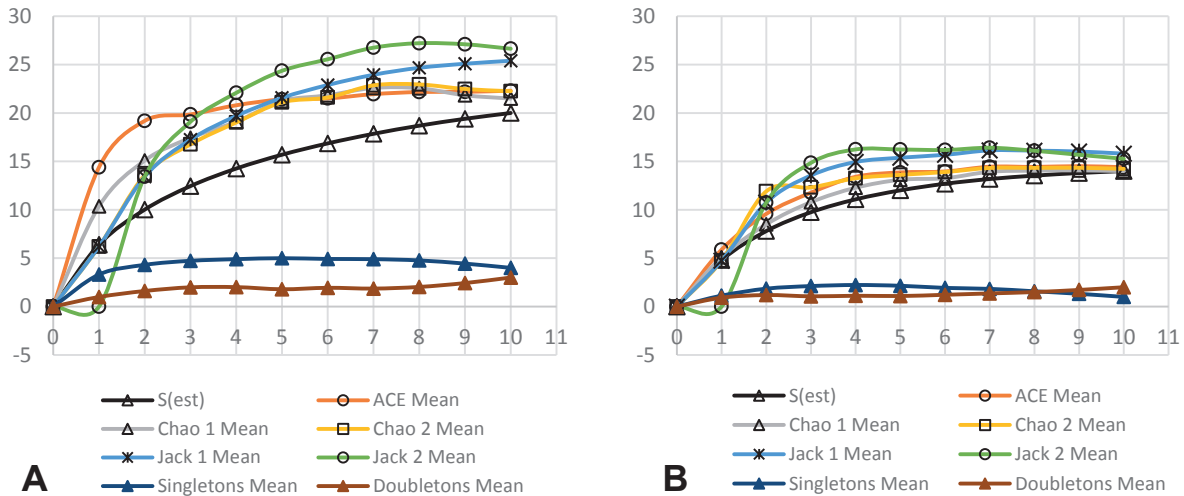 30
25
20
15
10
5
0
-5
0 1 2 3 4 5 6 7 8 9 10 11
S(est) ACE Mean
Chao 1 Mean Chao 2 Mean
Jack 1 Mean Jack 2 Mean
Singletons Mean Doubletons Mean
A
30
25
20
15
10
5
0
-5
0 1 2 3 4 5 6 7 8 9 10 11
S(est) ACE Mean
Chao 1 Mean Chao 2 Mean
Jack 1 Mean Jack 2 Mean
Singletons Mean Doubletons Mean
B